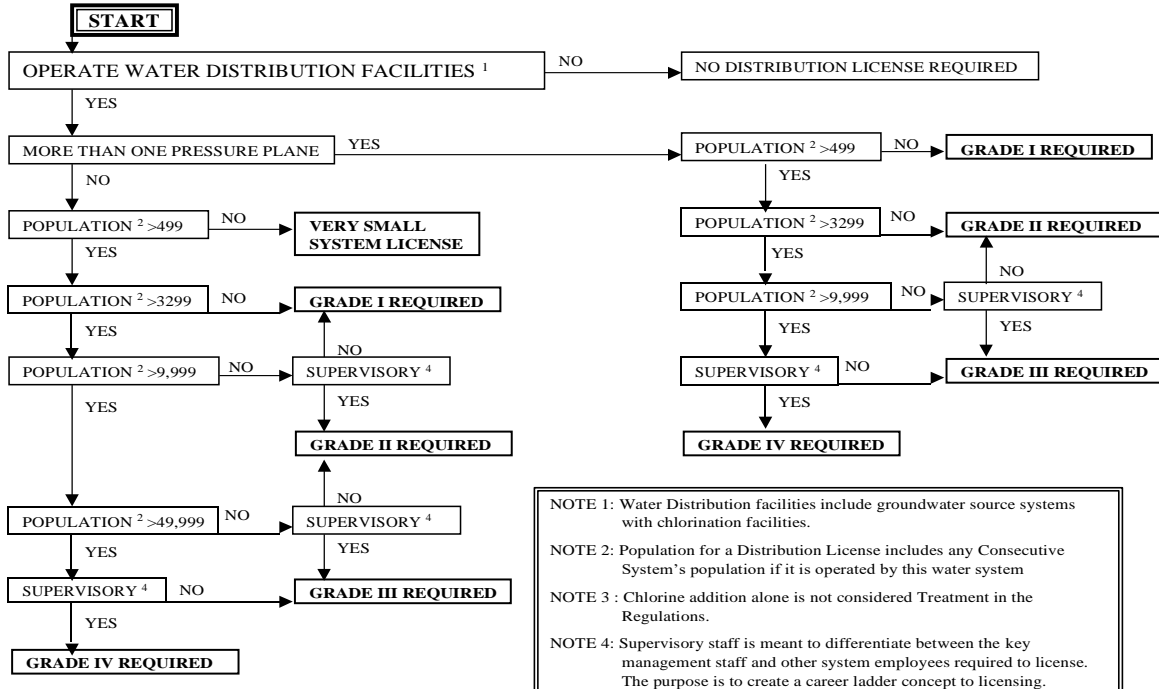 START
OPERATE WATER DISTRIBUTION FACILITIES ¹
NO
NO DISTRIBUTION LICENSE REQUIRED
YES
MORE THAN ONE PRESSURE PLANE
YES
POPULATION ² >499
NO
GRADE I REQUIRED
NO
YES
POPULATION ² >499
NO
VERY SMALL
SYSTEM LICENSE
POPULATION ² >3299
NO
GRADE II REQUIRED
YES
YES
NO
POPULATION ² >3299
NO
GRADE I REQUIRED
POPULATION ² >9,999
NO
SUPERVISORY ⁴
YES
NO
YES
YES
POPULATION ² >9,999
NO
SUPERVISORY ⁴
SUPERVISORY ⁴
NO
GRADE III REQUIRED
YES
YES
YES
GRADE II REQUIRED
GRADE IV REQUIRED
NO
POPULATION ² >49,999
NO
SUPERVISORY ⁴
YES
YES
SUPERVISORY ⁴
NO
GRADE III REQUIRED
YES
GRADE IV REQUIRED
NOTE 1: Water Distribution facilities include groundwater source systems
with chlorination facilities.
NOTE 2: Population for a Distribution License includes any Consecutive
System's population if it is operated by this water system
NOTE 3 : Chlorine addition alone is not considered Treatment in the
Regulations.
NOTE 4: Supervisory staff is meant to differentiate between the key
management staff and other system employees required to license.
The purpose is to create a career ladder concept to licensing.